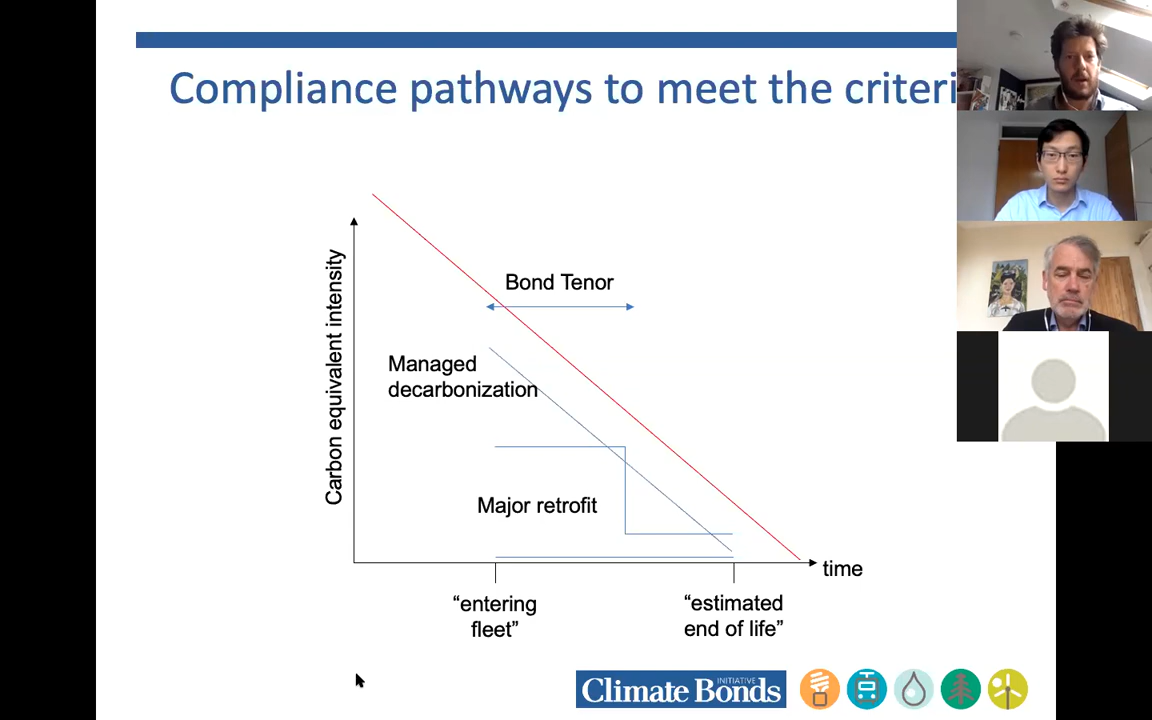 Compliance pathways to meet the criteri
Carbon equivalent intensity
Bond Tenor
Managed
decarbonization
Major retrofit
time
“entering
fleet”
“estimated
end of life”
INITIATIVE
Climate Bonds